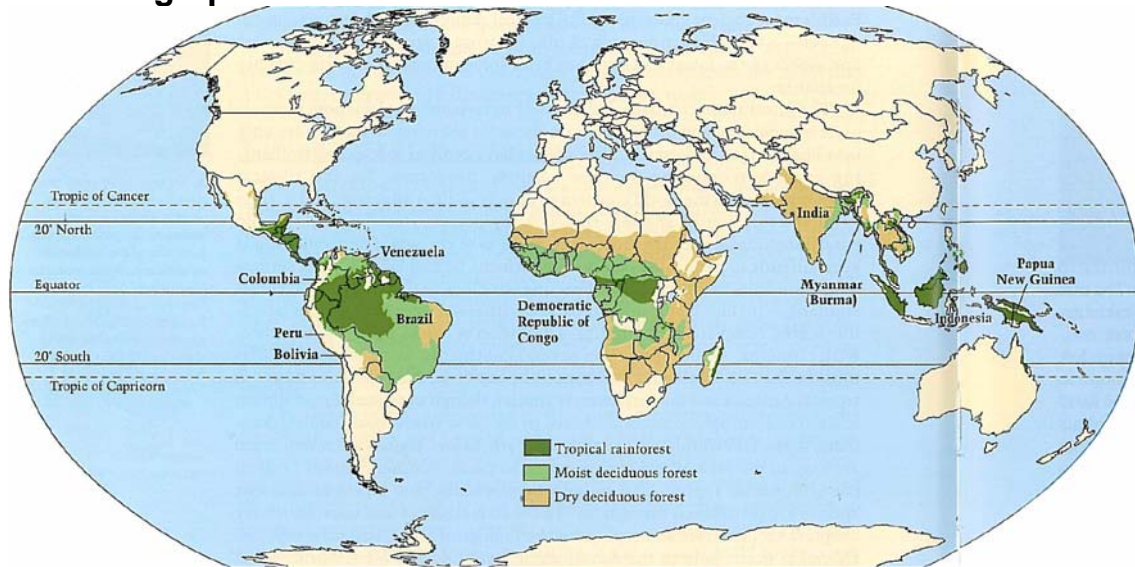 Tropic of Cancer
20° North
Venezuela
Colombia
Equator
Brazil
Peru
Bolivia
20° South
Tropic of Capricorn
Democratic
Republic of
Congo
India
Myanmar
(Burma)
Papua
New Guinea
Indonesia
Tropical rainforest
Moist deciduous forest
Dry deciduous forest